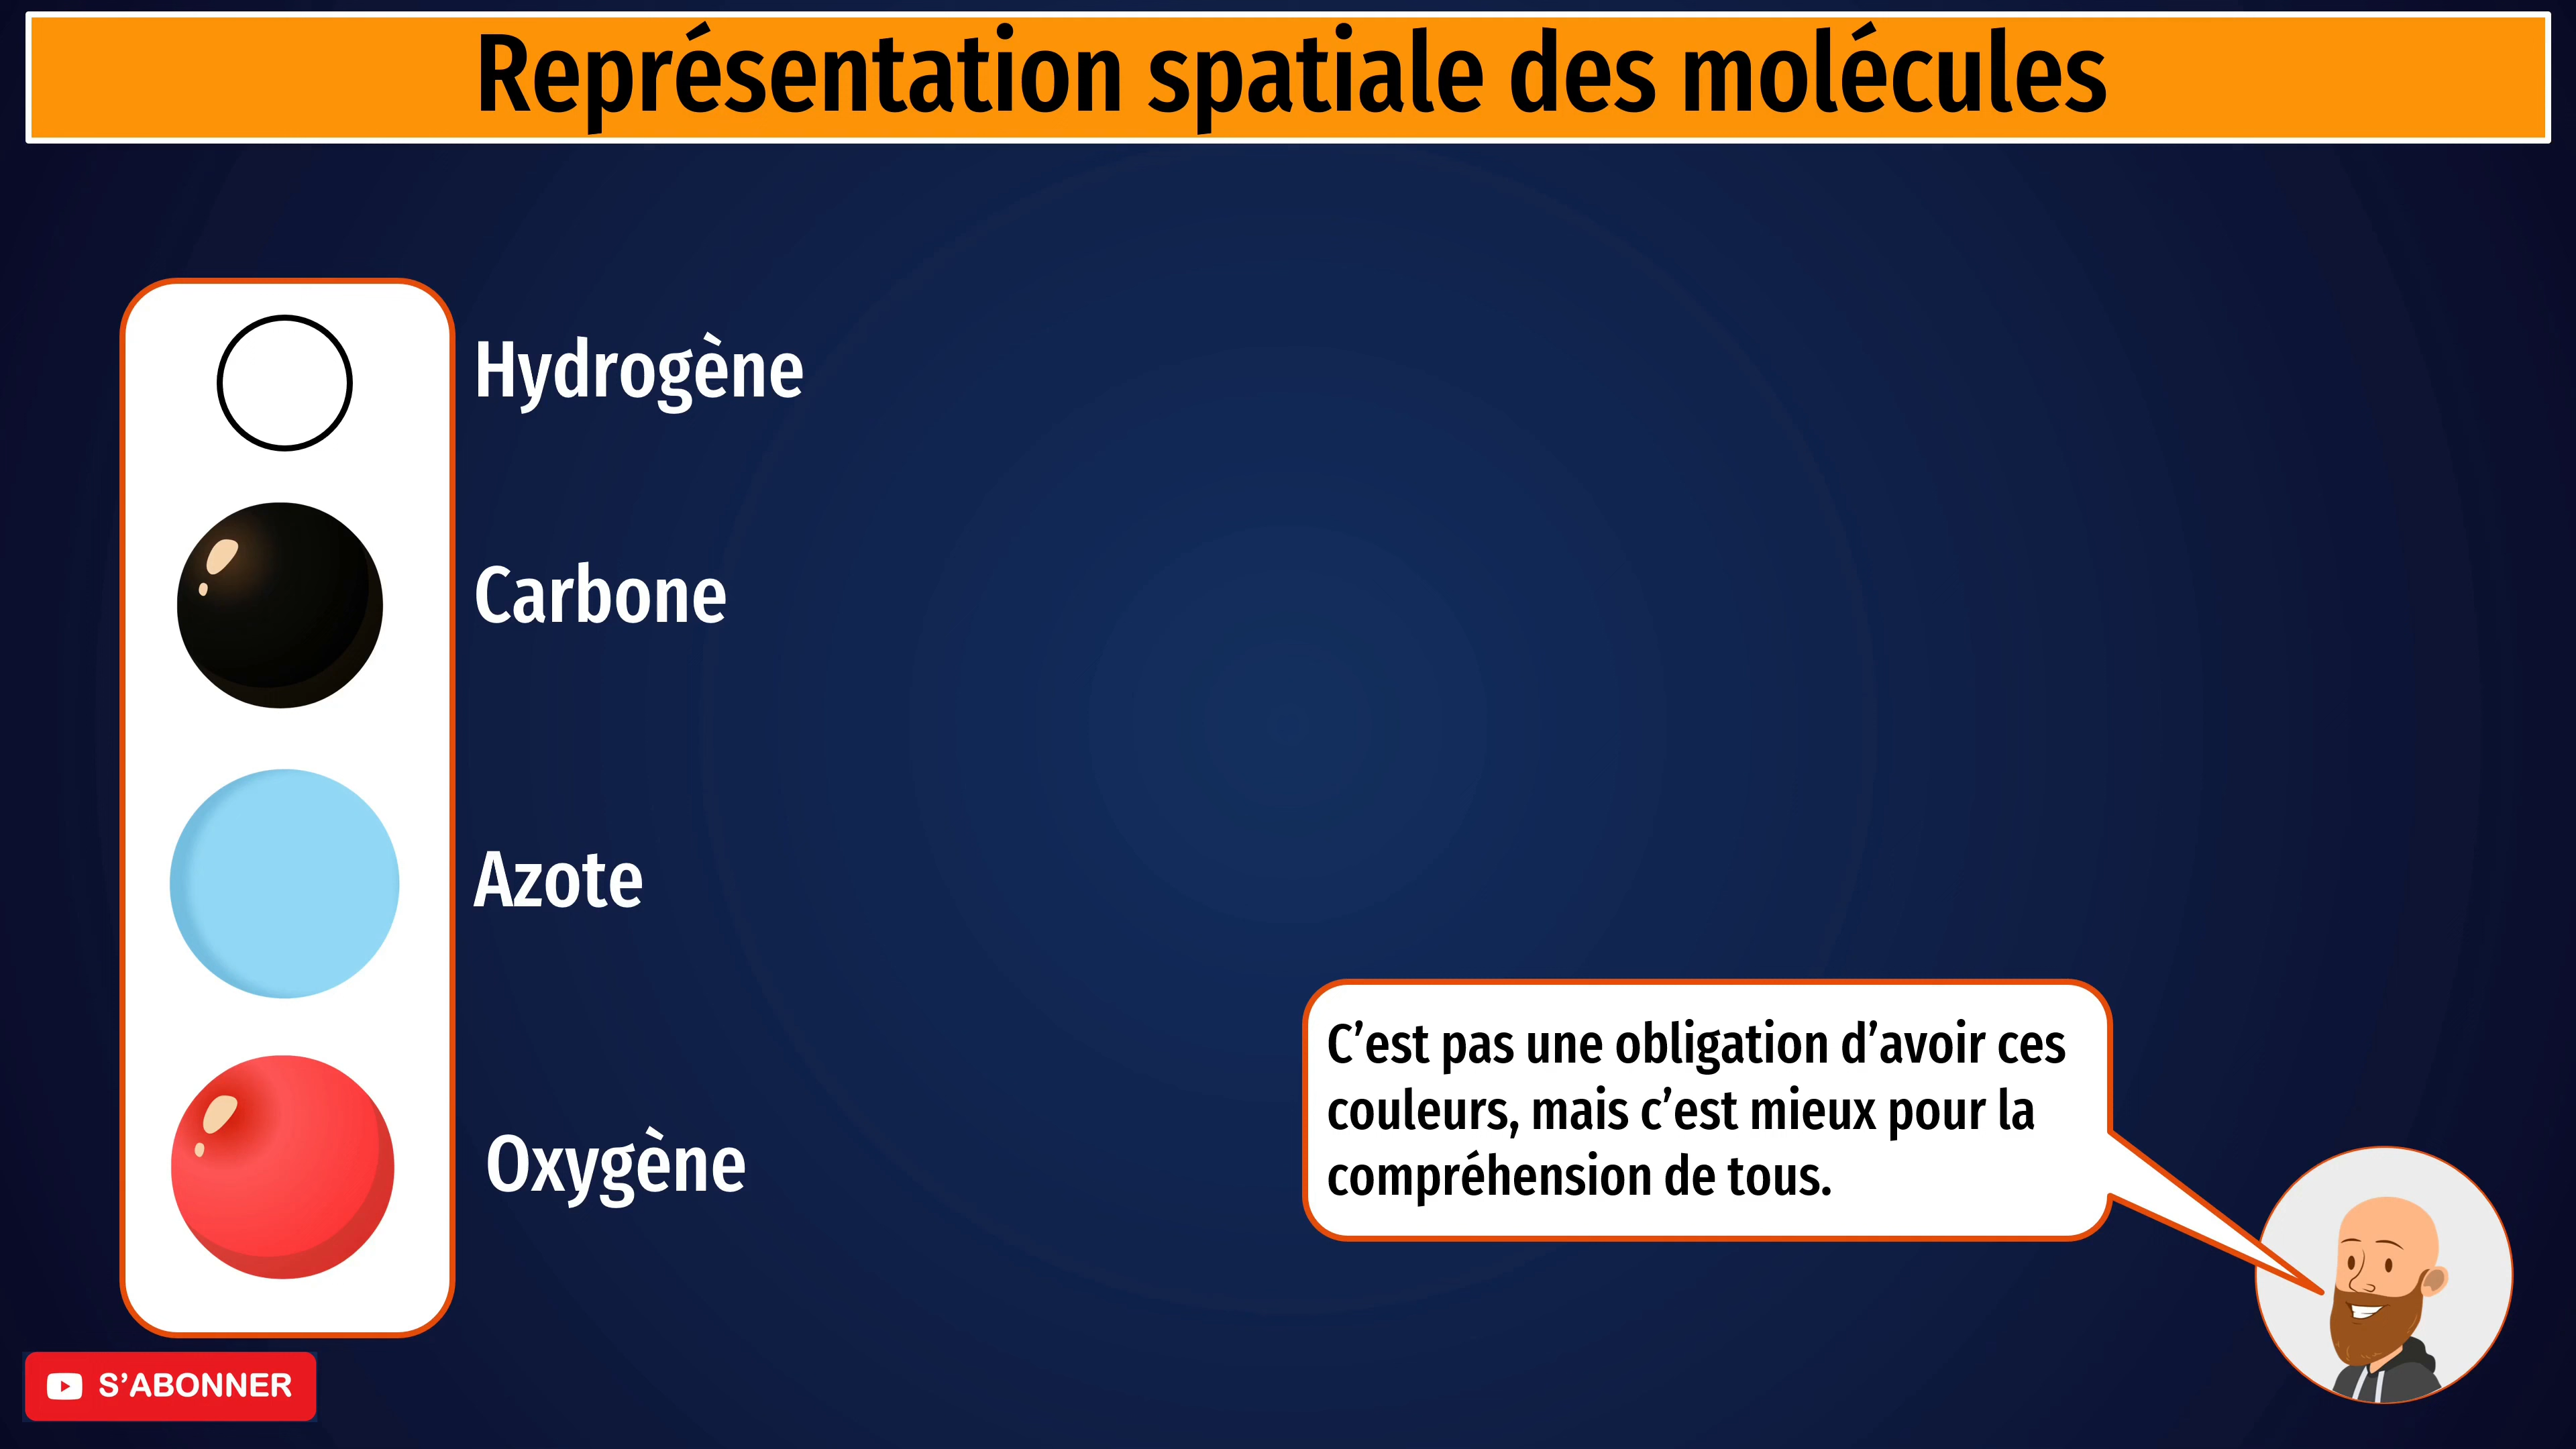 Représentation spatiale des molécules
Hydrogène
Carbone
Azote
Oxygène
C’est pas une obligation d’avoir ces
couleurs, mais c’est mieux pour la
compréhension de tous.
S’ABONNER